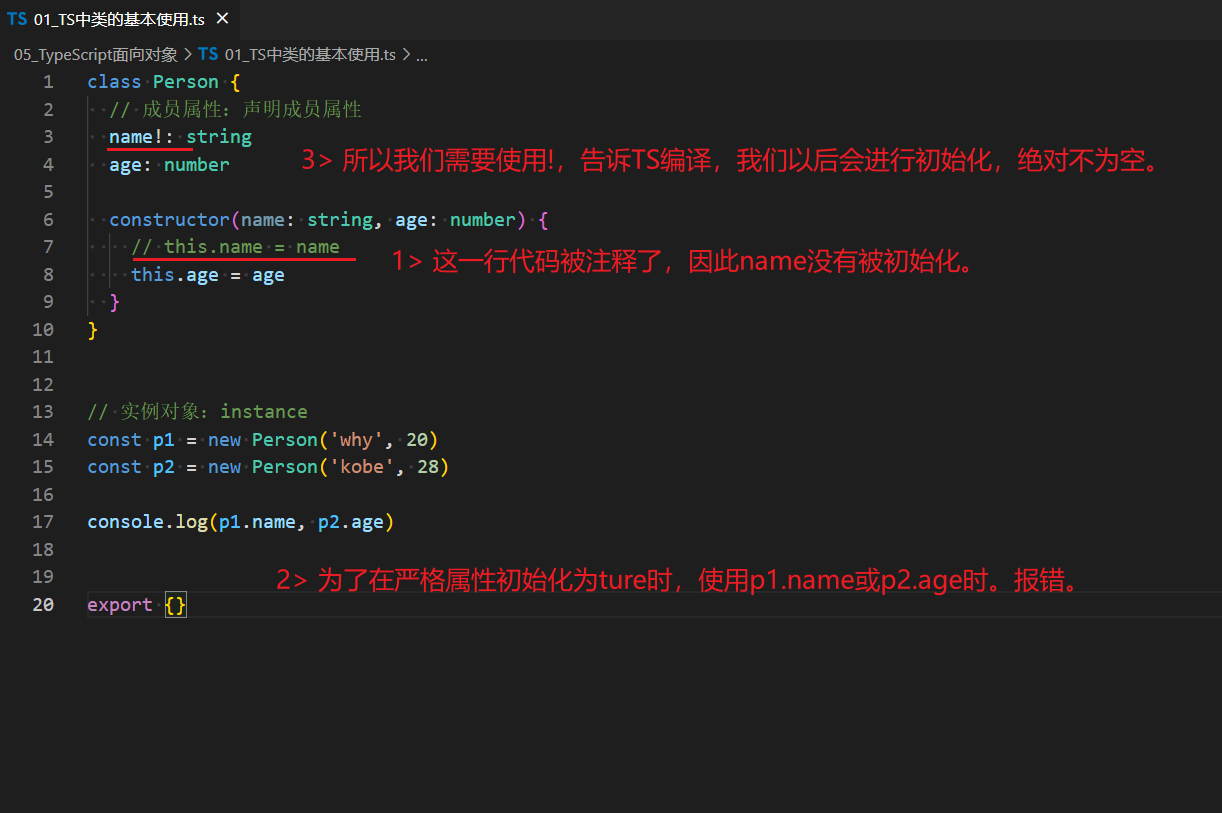 TS 01_TS中类的基本使用.ts ×
05_TypeScript面向对象 > TS 01_TS中类的基本使用.ts > ...
1 class Person {
2 // 成员属性：声明成员属性
3 name!: string
3> 所以我们需要使用!，告诉TS编译，我们以后会进行初始化，绝对不为空。
4 age: number
5
6 constructor(name: string, age: number) {
7 // this.name = name
1> 这一行代码被注释了，因此name没有被初始化。
8 this.age = age
9 }
10 }
11
12
13 // 实例对象：instance
14 const p1 = new Person('why', 20)
15 const p2 = new Person('kobe', 28)
16
17 console.log(p1.name, p2.age)
18
19
2> 为了在严格属性初始化为ture时，使用p1.name或p2.age时。报错。
20 export {}